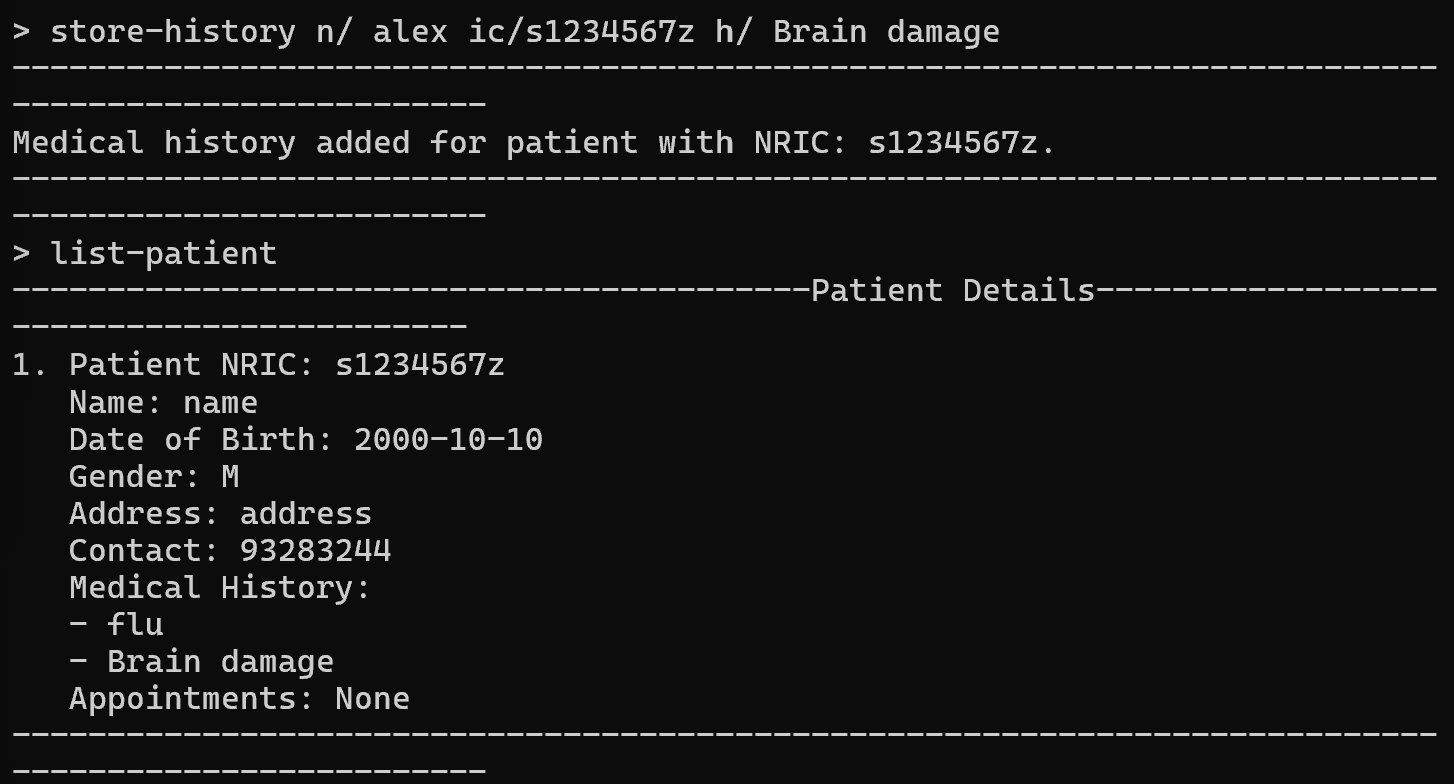 > store-history n/ alex ic/s1234567z h/ Brain damage
---------------------------------------------------------------------------
-------------------------
Medical history added for patient with NRIC: s1234567z.
---------------------------------------------------------------------------
-------------------------
> list-patient
------------------------------------------Patient Details------------------
------------------------
1. Patient NRIC: s1234567z
   Name: name
   Date of Birth: 2000-10-10
   Gender: M
   Address: address
   Contact: 93283244
   Medical History:
   - flu
   - Brain damage
   Appointments: None
---------------------------------------------------------------------------
-------------------------